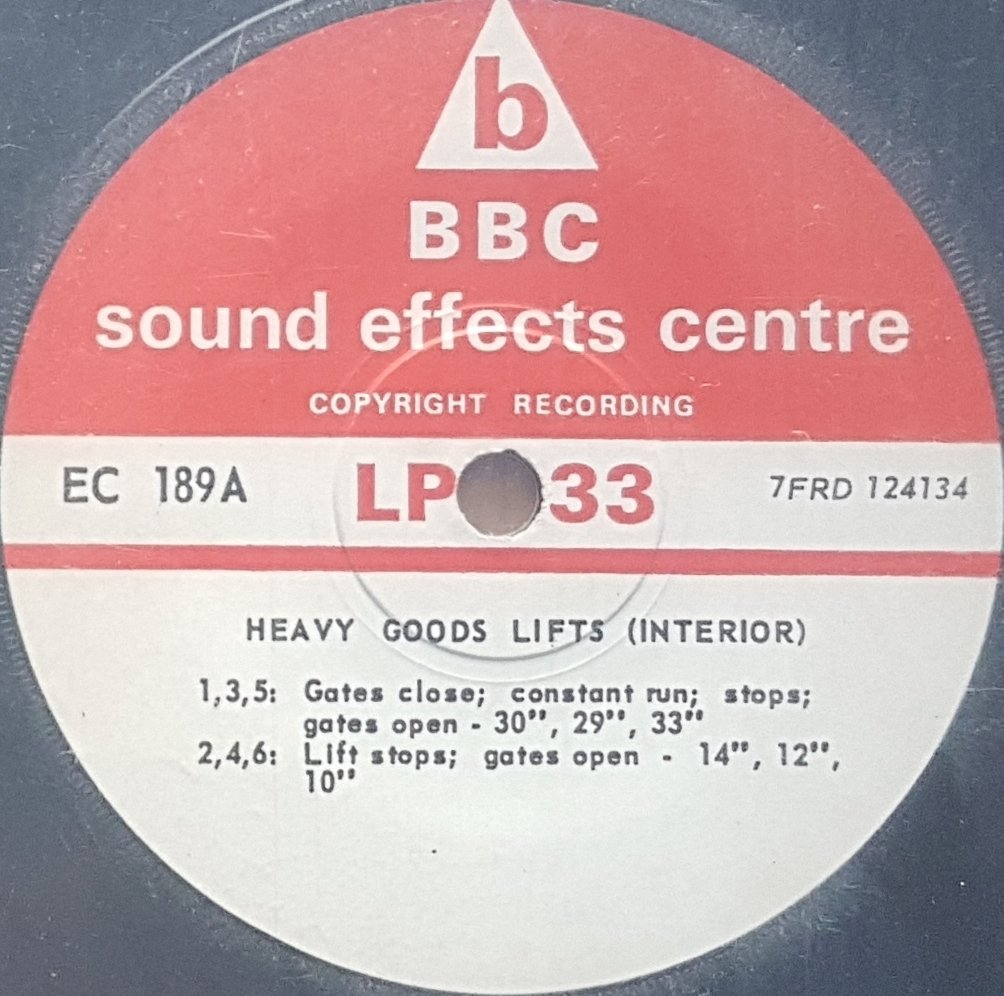 b
BBC
sound effects centre
COPYRIGHT RECORDING
EC 189A LP 33 7FRD 124134
HEAVY GOODS LIFTS (INTERIOR)
1,3,5: Gates close; constant run; stops;
gates open - 30", 29", 33"
2,4,6: Lift stops; gates open - 14", 12",
10"